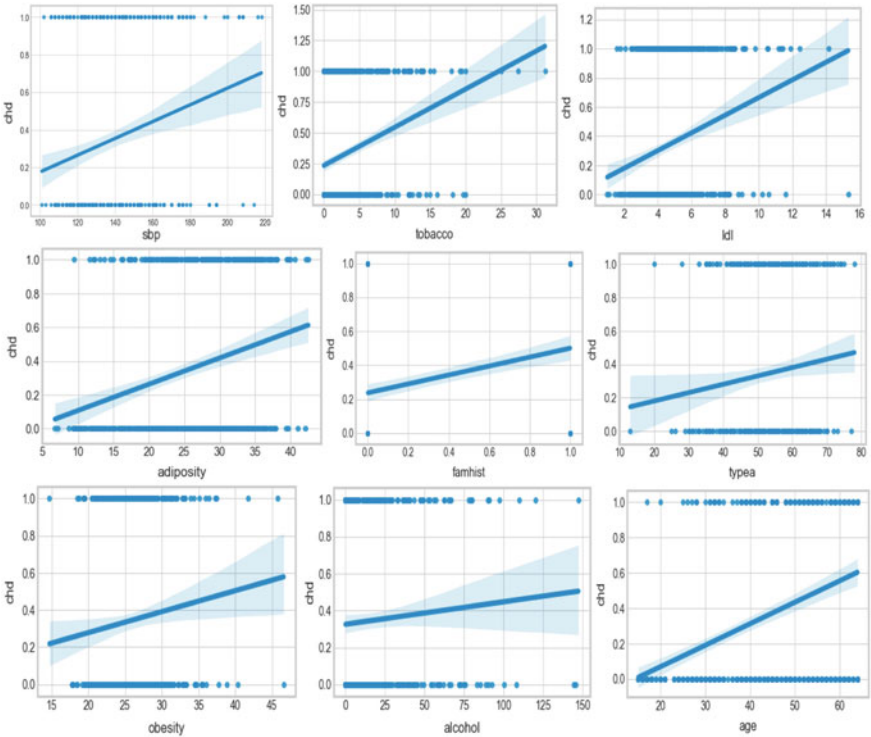 chd
1.0
0.8
0.6
0.4
0.2
0.0
100 120 140 160 180 200 220
sbp
chd
1.50
1.25
1.00
0.75
0.50
0.25
0.00
0 5 10 15 20 25 30
tobacco
chd
1.2
1.0
0.8
0.6
0.4
0.2
0.0
2 4 6 8 10 12 14 16
ldl
chd
1.0
0.8
0.6
0.4
0.2
0.0
5 10 15 20 25 30 35 40
adiposity
chd
1.0
0.8
0.6
0.4
0.2
0.0
0.0 0.2 0.4 0.6 0.8 1.0
famhist
chd
1.0
0.8
0.6
0.4
0.2
0.0
10 20 30 40 50 60 70 80
typea
chd
1.0
0.8
0.6
0.4
0.2
0.0
15 20 25 30 35 40 45
obesity
chd
1.0
0.8
0.6
0.4
0.2
0.0
0 25 50 75 100 125 150
alcohol
chd
1.0
0.8
0.6
0.4
0.2
0.0
20 30 40 50 60
age